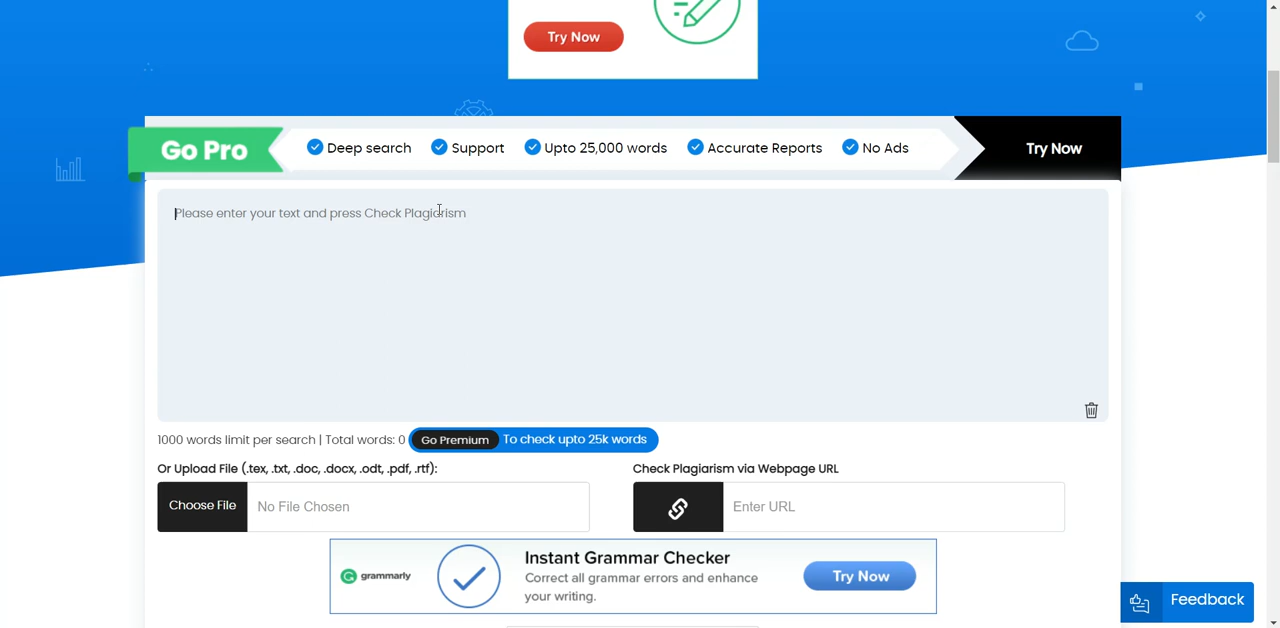 Try Now
Go Pro
Deep search
Support
Upto 25,000 words
Accurate Reports
No Ads
Try Now
Please enter your text and press Check Plagiarism
1000 words limit per search | Total words: 0
Go Premium
To check upto 25k words
Or Upload File (.tex, .txt, .doc, .docx, .odt, .pdf, .rtf):
Check Plagiarism via Webpage URL
Choose File
No File Chosen
Enter URL
grammarly
Instant Grammar Checker
Correct all grammar errors and enhance
your writing.
Try Now
Feedback